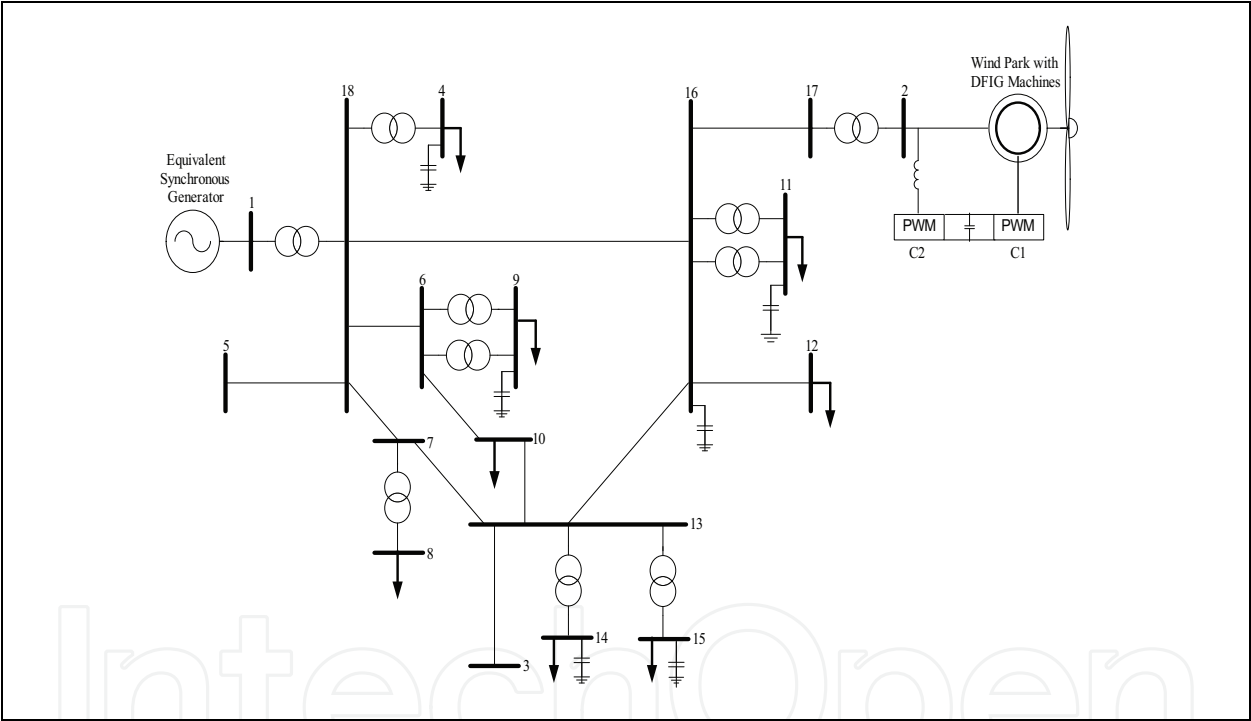 Wind Park with
DFIG Machines
18
4
16
17
2
Equivalent
Synchronous
Generator
1
11
PWM
PWM
C2
C1
6
9
5
12
7
10
13
8
14
15
3
IntechOpen